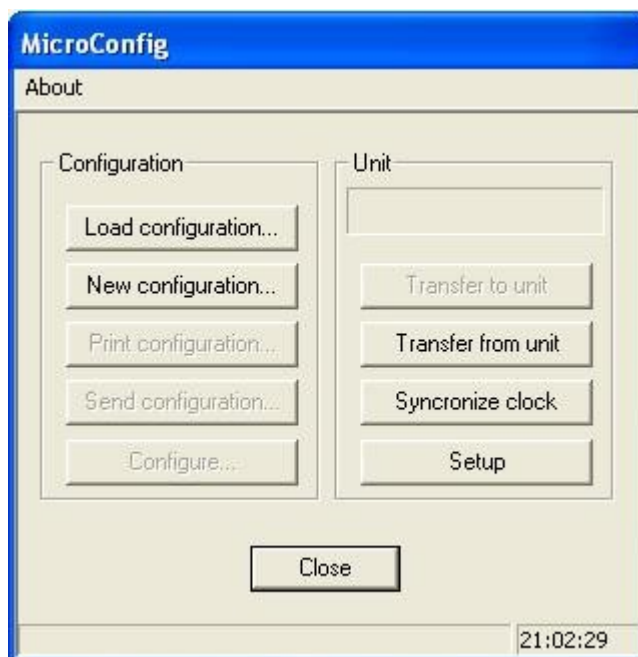 MicroConfig
About
Configuration
Load configuration...
New configuration...
Print configuration...
Send configuration...
Configure...
Unit
Transfer to unit
Transfer from unit
Syncronize clock
Setup
Close
21:02:29